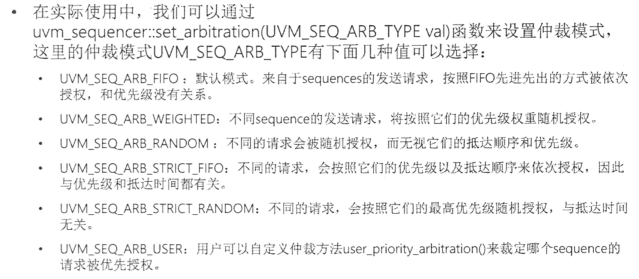 • 在实际使用中，我们可以通过
uvm_sequencer::set_arbitration(UVM_SEQ_ARB_TYPE val)函数来设置仲裁模式，
这里的仲裁模式UVM_SEQ_ARB_TYPE有下面几种值可以选择：
• UVM_SEQ_ARB_FIFO：默认模式。来自于sequences的发送请求，按照FIFO先进先出的方式被依次
授权，和优先级没有关系。
• UVM_SEQ_ARB_WEIGHTED：不同sequence的发送请求，将按照它们的优先级权重随机授权。
• UVM_SEQ_ARB_RANDOM：不同的请求会被随机授权，而无视它们的抵达顺序和优先级。
• UVM_SEQ_ARB_STRICT_FIFO：不同的请求，会按照它们的优先级以及抵达顺序来依次授权，因此
与优先级和抵达时间都有关。
• UVM_SEQ_ARB_STRICT_RANDOM：不同的请求，会按照它们的最高优先级随机授权，与抵达时间
无关。
• UVM_SEQ_ARB_USER：用户可以自定义仲裁方法user_priority_arbitration()来裁定哪个sequence的
请求被优先授权。